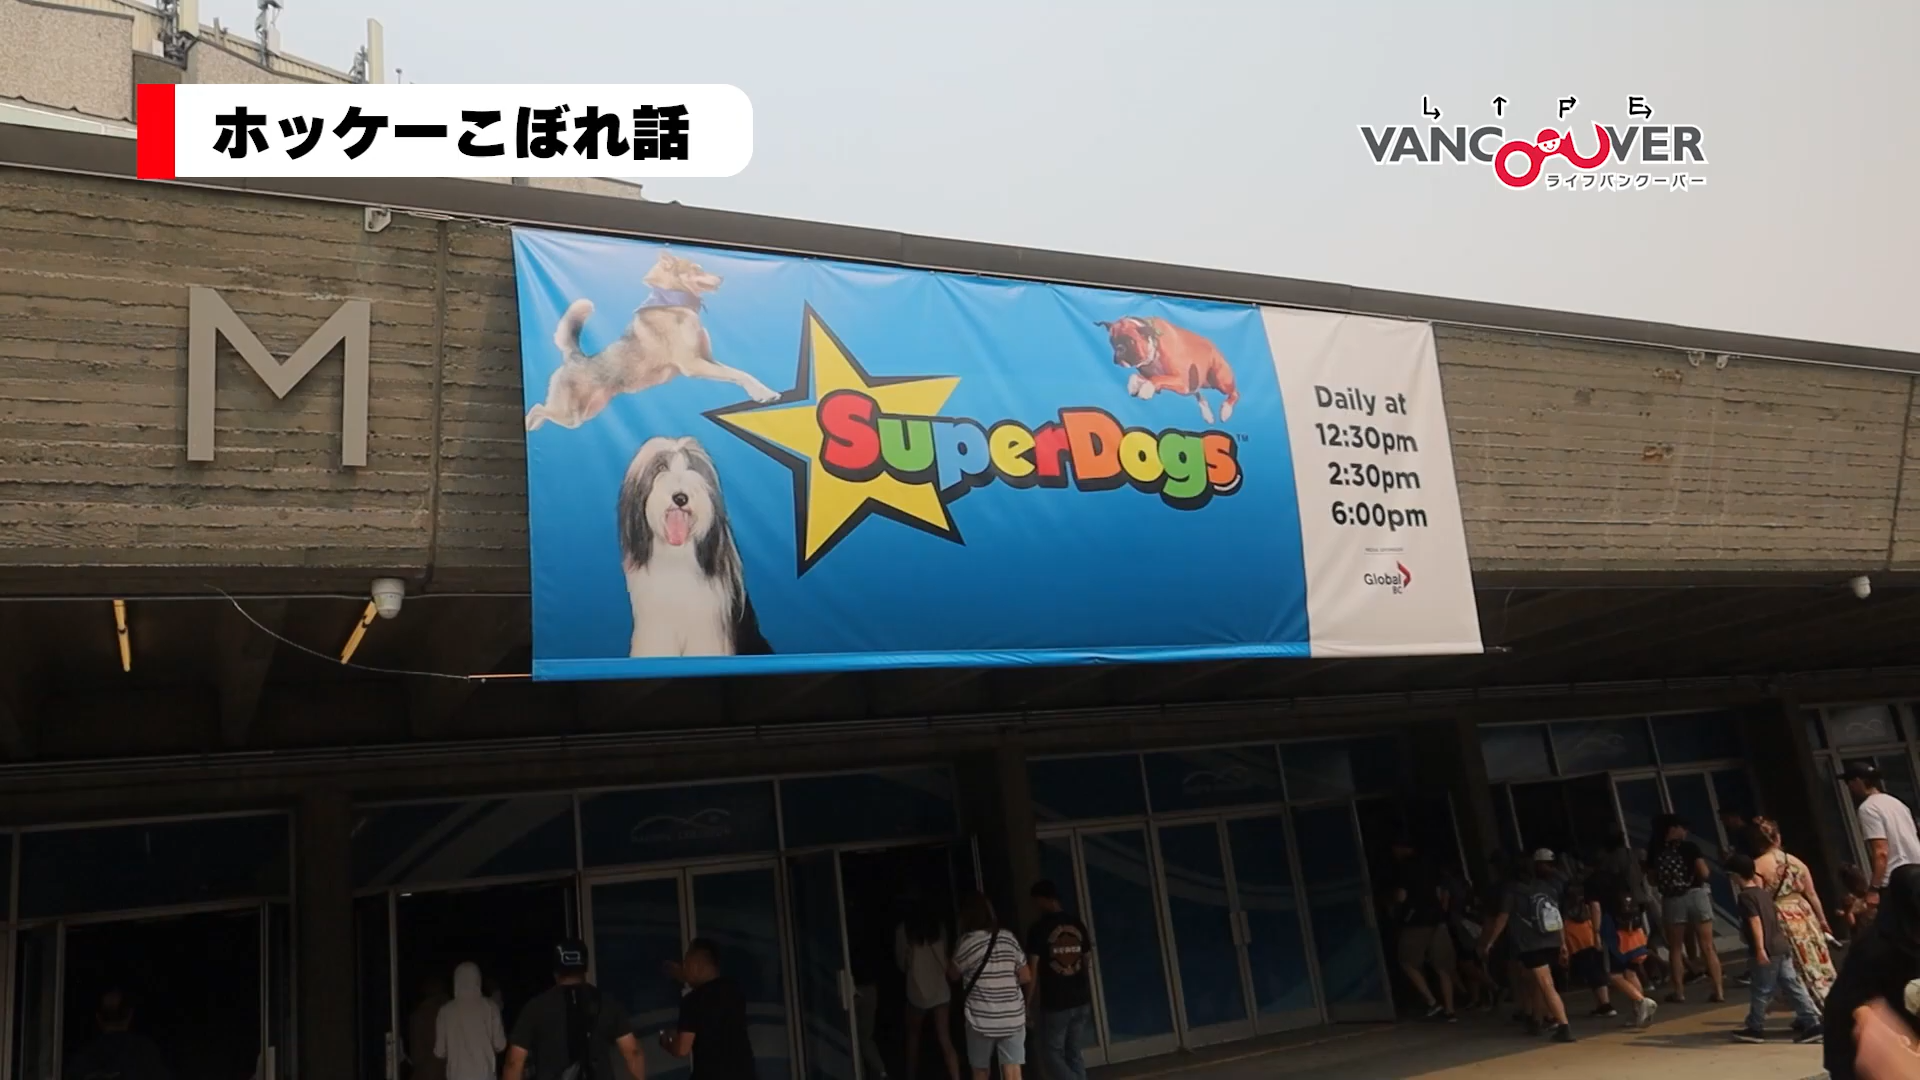 ホッケーこぼれ話
LIFE
VANCOUVER
ライフバンクーバー
M
SuperDogs™
Daily at
12:30pm
2:30pm
6:00pm
Global
BC